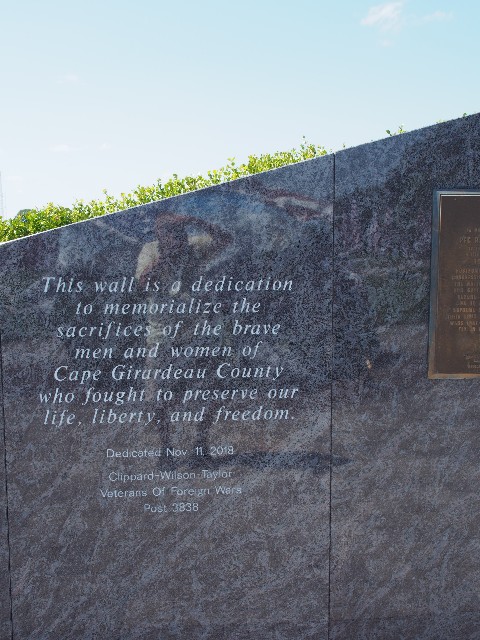 This wall is a dedication
to memorialize the
sacrifices of the brave
men and women of
Cape Girardeau County
who fought to preserve our
life, liberty, and freedom.
Dedicated Nov. 11, 2018
Clippard-Wilson-Taylor
Veterans Of Foreign Wars
Post 3838